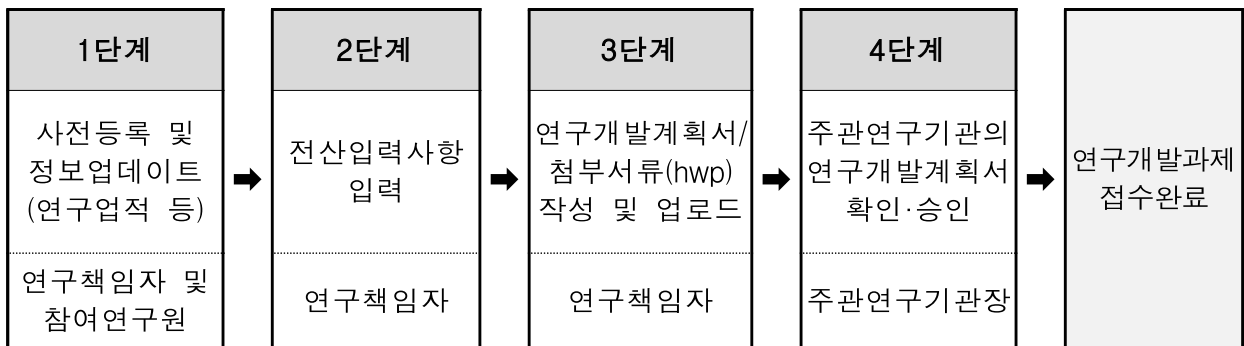 1단계
사전등록 및
정보업데이트
(연구업적 등)
연구책임자 및
참여연구원
2단계
전산입력사항
입력
연구책임자
3단계
연구개발계획서/
첨부서류(hwp)
작성 및 업로드
연구책임자
4단계
주관연구기관의
연구개발계획서
확인·승인
주관연구기관장
연구개발과제
접수완료